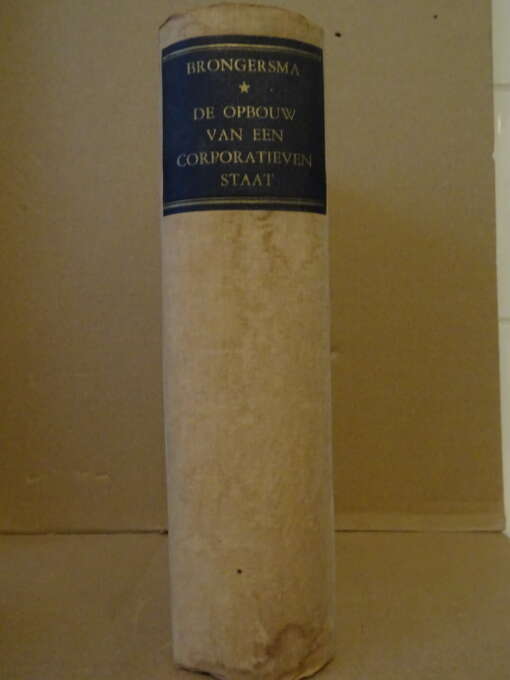 BRONGERSMA
★
DE OPBOUW
VAN EEN
CORPORATIEVEN
STAAT